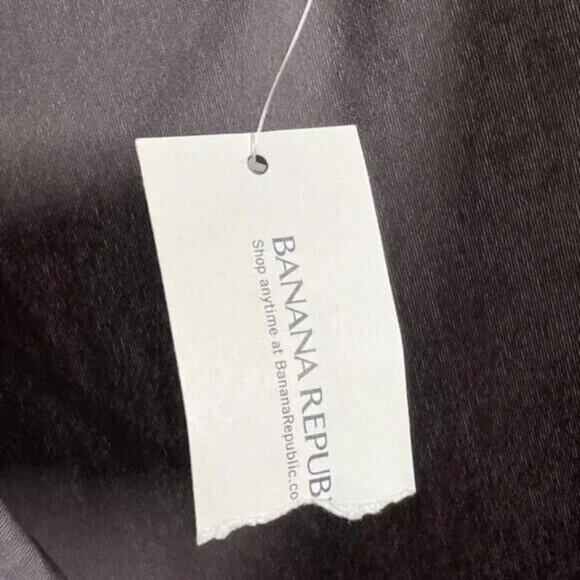 BANANA REPUB
Shop anytime at BananaRepublic.co